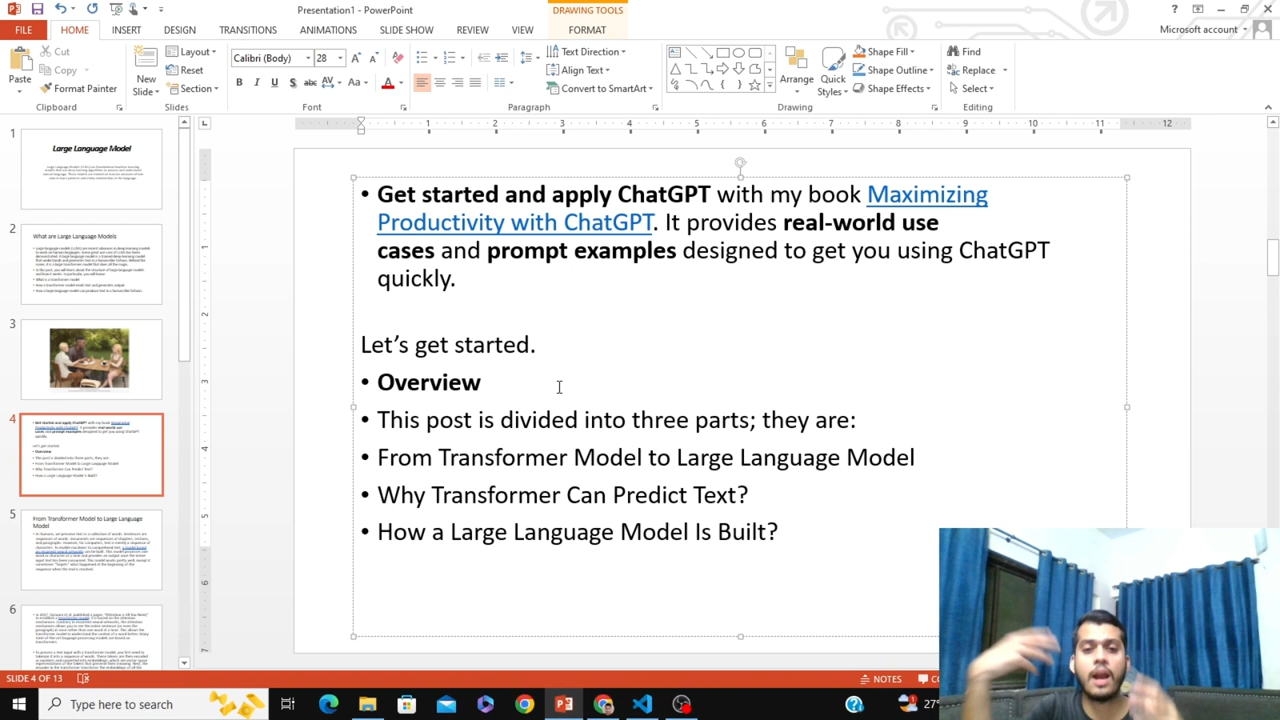 Presentation1 - PowerPoint
DRAWING TOOLS
FILE
HOME
INSERT
DESIGN
TRANSITIONS
ANIMATIONS
SLIDE SHOW
REVIEW
VIEW
FORMAT
Microsoft account
Paste
Cut
Copy
Format Painter
Clipboard
New Slide
Layout
Reset
Section
Slides
Calibri (Body)
28
Font
Text Direction
Align Text
Convert to SmartArt
Paragraph
Arrange
Quick Styles
Shape Fill
Shape Outline
Shape Effects
Drawing
Find
Replace
Select
Editing
1
Large Language Model
2
What are Large Language Models
3
4
5
From Transformer Model to Large Language
Model
6
• Get started and apply ChatGPT with my book Maximizing
Productivity with ChatGPT. It provides real-world use
cases and prompt examples designed to get you using ChatGPT
quickly.
Let’s get started.
• Overview
• This post is divided into three parts; they are:
• From Transformer Model to Large Language Model
• Why Transformer Can Predict Text?
• How a Large Language Model Is Built?
SLIDE 4 OF 13
NOTES
Type here to search
27°